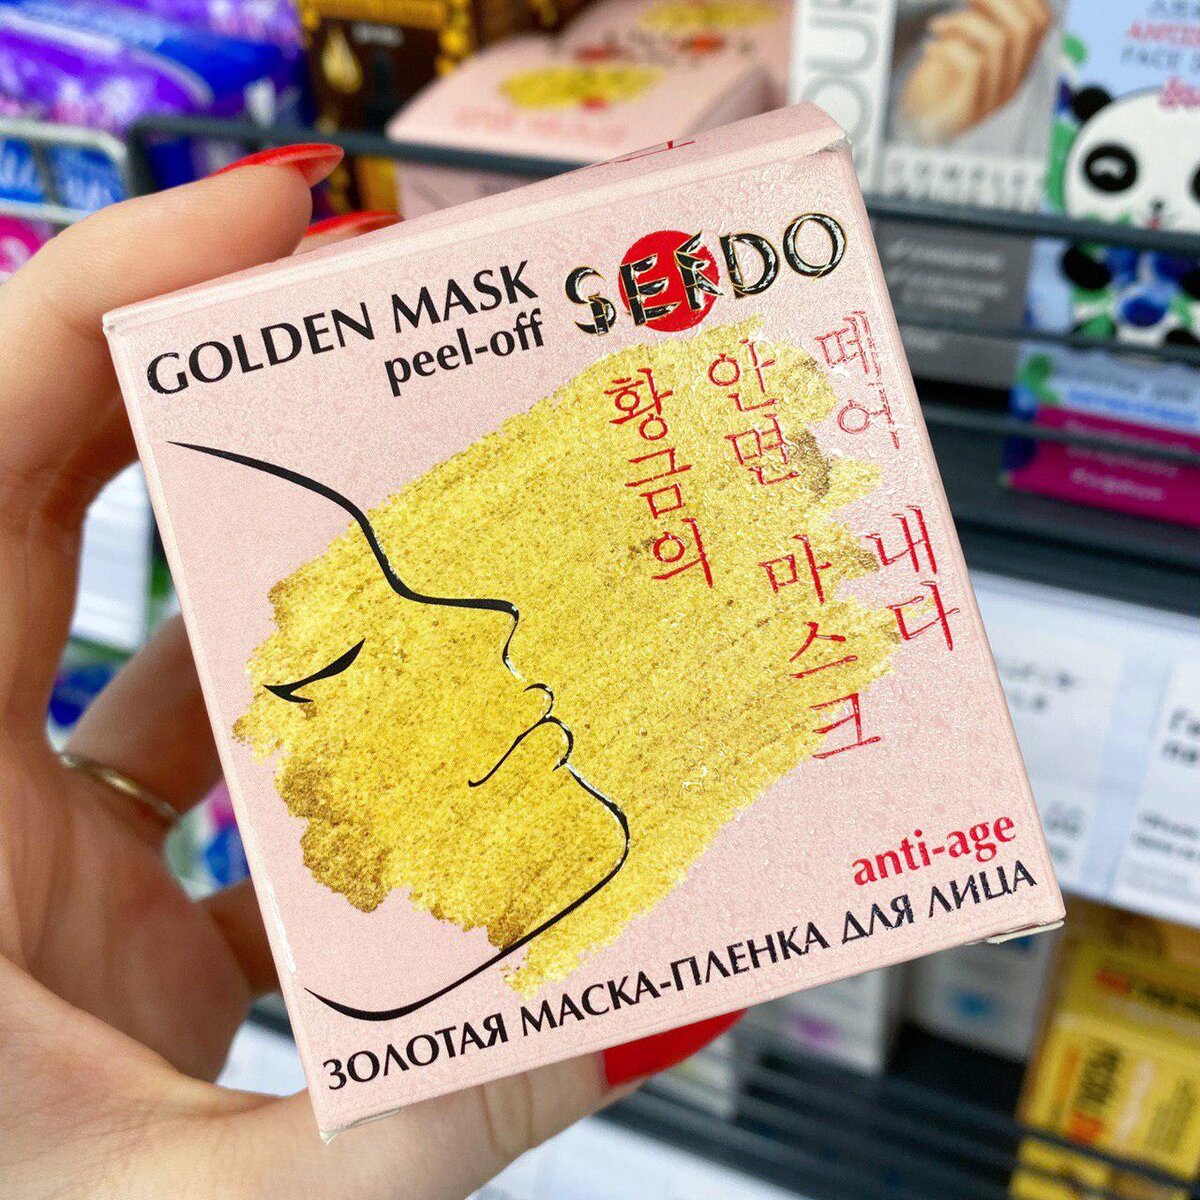 GOLDEN MASK
peel-off
SENDO
황금의
안면
마스크
떼어
내다
anti-age
ЗОЛОТАЯ МАСКА-ПЛЕНКА ДЛЯ ЛИЦА